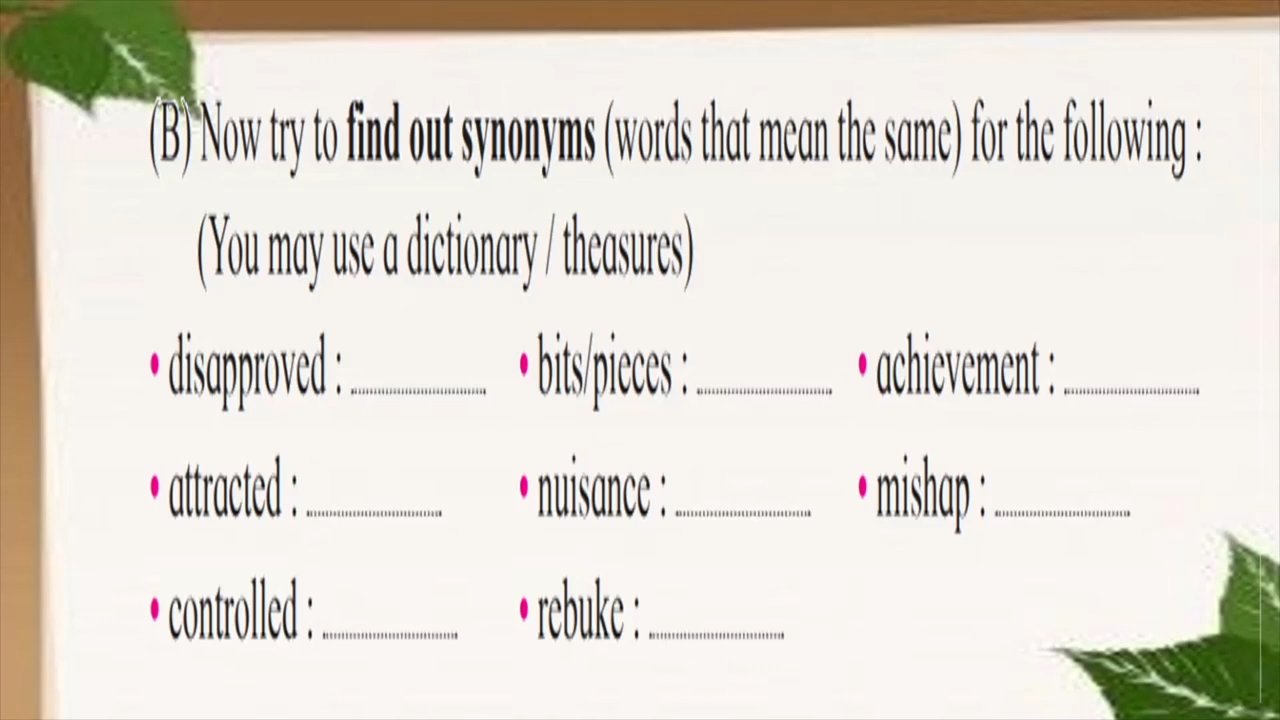 (B) Now try to find out synonyms (words that mean the same) for the following :
(You may use a dictionary / theasures)
• disapproved : .................... • bits/pieces : .................... • achievement : ....................
• attracted : .................... • nuisance : .................... • mishap : ....................
• controlled : .................... • rebuke : ....................